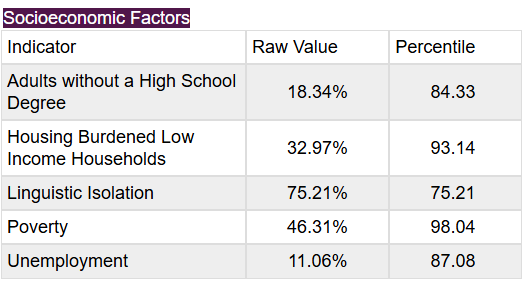 Socioeconomic Factors
Indicator Raw Value Percentile
Adults without a High School
Degree 18.34% 84.33
Housing Burdened Low
Income Households 32.97% 93.14
Linguistic Isolation 75.21% 75.21
Poverty 46.31% 98.04
Unemployment 11.06% 87.08